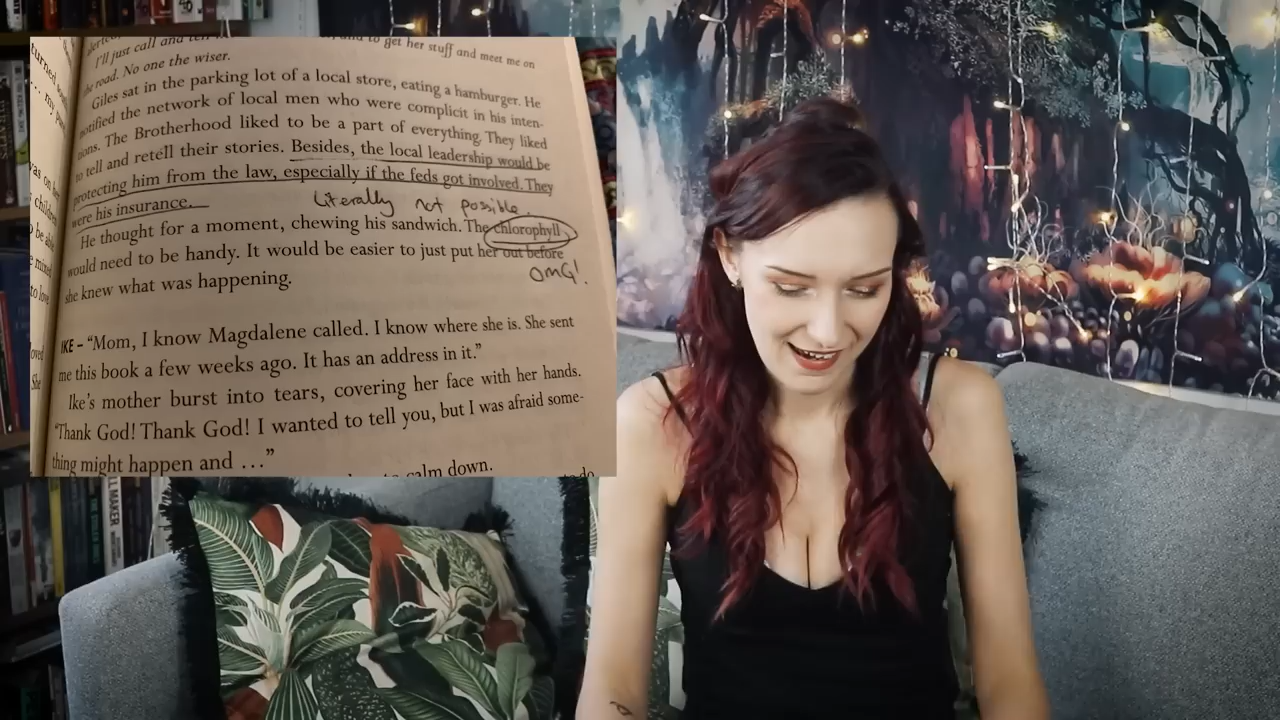 to get her stuff and meet me on
I'll just call and
the road. No one the wiser.
Giles sat in the parking lot of a local store, eating a hamburger. He
notified the network of local men who were complicit in his inten-
tions. The Brotherhood liked to be a part of everything. They liked
to tell and retell their stories. Besides, the local leadership would be
protecting him from the law, especially if the feds got involved. They
were his insurance.
Literally not possible
He thought for a moment, chewing his sandwich. The chlorophyll
would need to be handy. It would be easier to just put her out before
OMG!
she knew what was happening.
IKE – “Mom, I know Magdalene called. I know where she is. She sent
me this book a few weeks ago. It has an address in it.”
Ike's mother burst into tears, covering her face with her hands.
“Thank God! Thank God! I wanted to tell you, but I was afraid some-
thing might happen and …”
calm down.